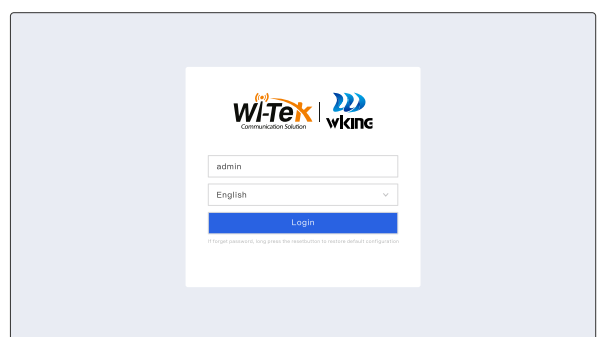 Wi-Tek
Communication Solution
wking
admin
English
Login
If forget password, long press the resetbutton to restore default configuration